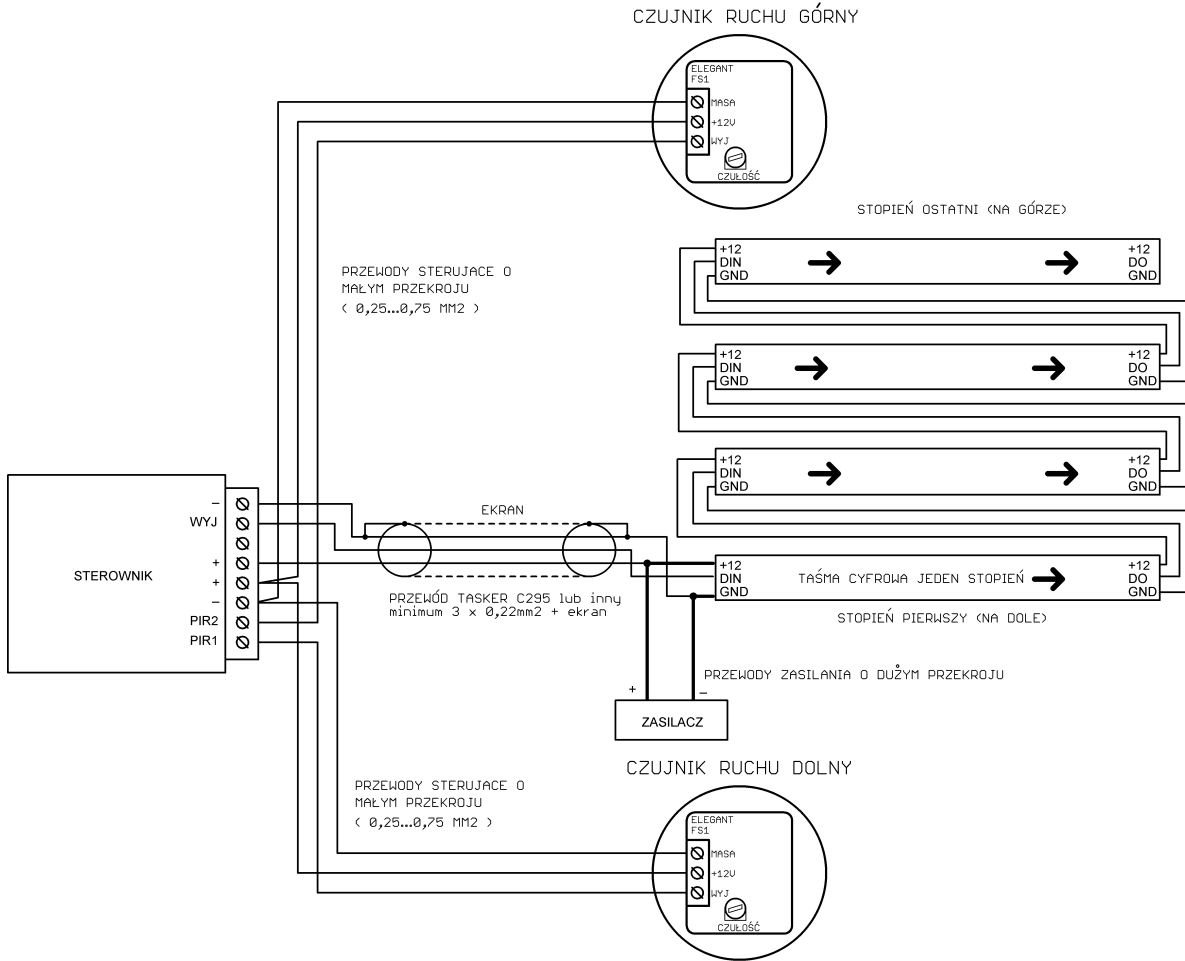 CZUJNIK RUCHU GÓRNY
ELEGANT
FS1
MASA
+12V
WYJ
CZUŁOŚĆ
STOPIEŃ OSTATNI (NA GÓRZE)
+12
DIN
GND
+12
DO
GND
PRZEWODY STERUJACE O
MAŁYM PRZEKROJU
( 0,25...0,75 MM2 )
+12
DIN
GND
+12
DO
GND
+12
DIN
GND
+12
DO
GND
STEROWNIK
–
WYJ
+
+
–
PIR2
PIR1
EKRAN
PRZEWÓD TASKER C295 lub inny
minimum 3 x 0,22mm2 + ekran
+12
DIN
GND
TAŚMA CYFROWA JEDEN STOPIEŃ
+12
DO
GND
STOPIEŃ PIERWSZY (NA DOLE)
PRZEWODY ZASILANIA O DUŻYM PRZEKROJU
+
–
ZASILACZ
CZUJNIK RUCHU DOLNY
PRZEWODY STERUJACE O
MAŁYM PRZEKROJU
( 0,25...0,75 MM2 )
ELEGANT
FS1
MASA
+12V
WYJ
CZUŁOŚĆ